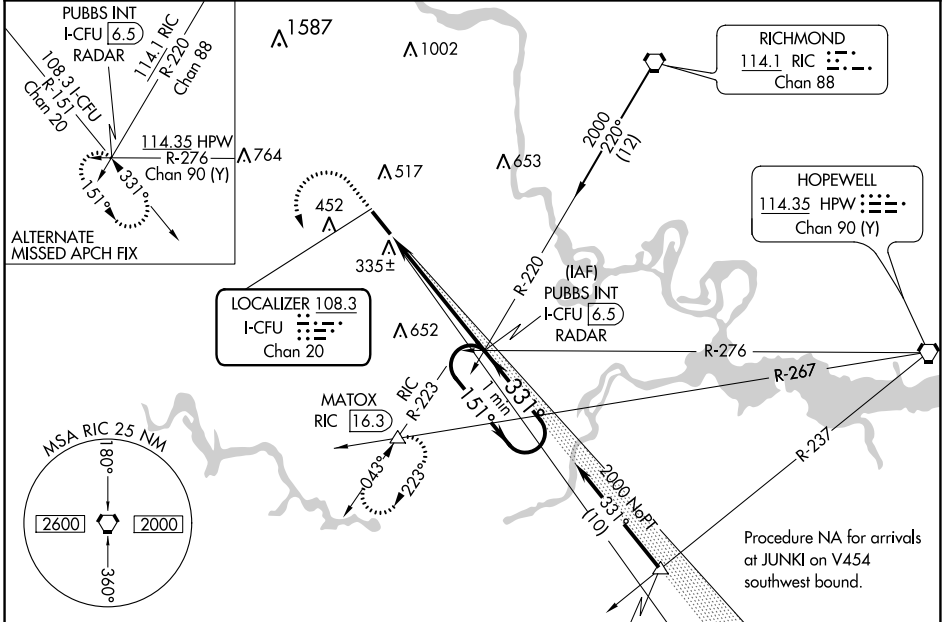 PUBBS INT
I-CFU 6.5
RADAR
108.3 I-CFU
R-151
Chan 20
114.1 RIC
R-220
Chan 88
114.35 HPW
R-276
Chan 90 (Y)
151°
331°
ALTERNATE
MISSED APCH FIX
1587
1002
764
517
653
452
335±
652
RICHMOND
114.1 RIC
Chan 88
2000
220°
(12)
R-220
HOPEWELL
114.35 HPW
Chan 90 (Y)
(IAF)
PUBBS INT
I-CFU 6.5
RADAR
LOCALIZER 108.3
I-CFU
Chan 20
R-276
R-267
R-237
RIC
R-223
MATOX
RIC 16.3
043°
223°
1 min
151°
331°
2000 NoPT
331°
(10)
MSA RIC 25 NM
180°
2600
2000
360°
Procedure NA for arrivals
at JUNKI on V454
southwest bound.